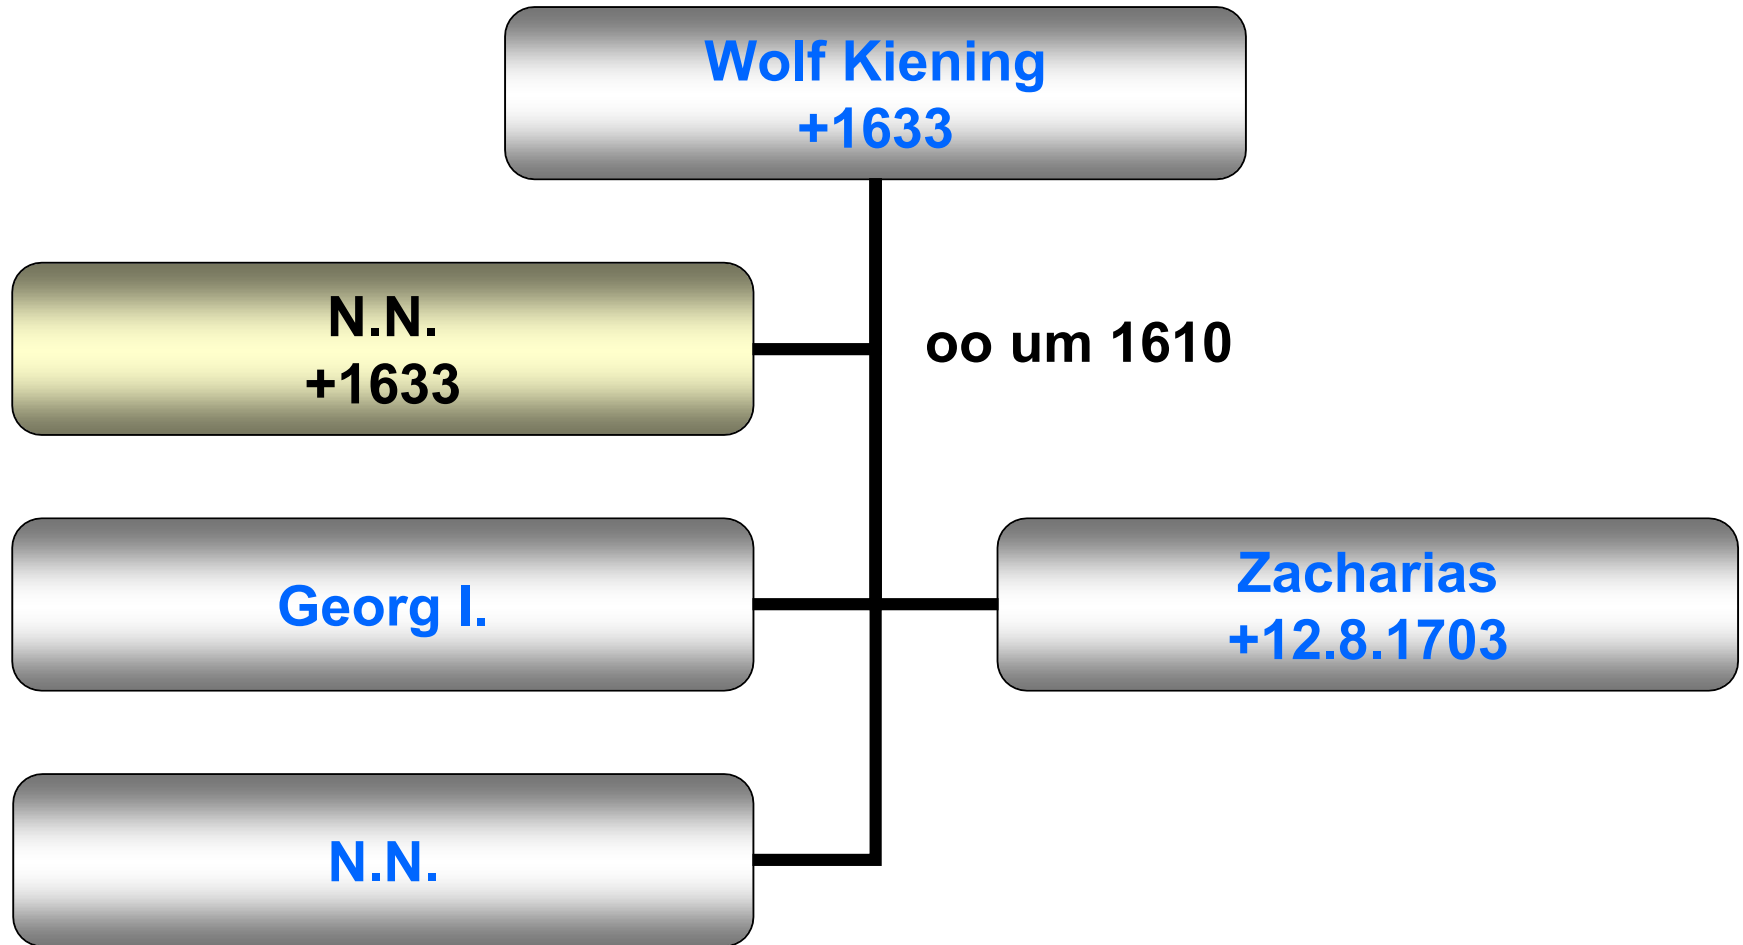 Wolf Kiening
+1633
N.N.
+1633
oo um 1610
Georg I.
Zacharias
+12.8.1703
N.N.